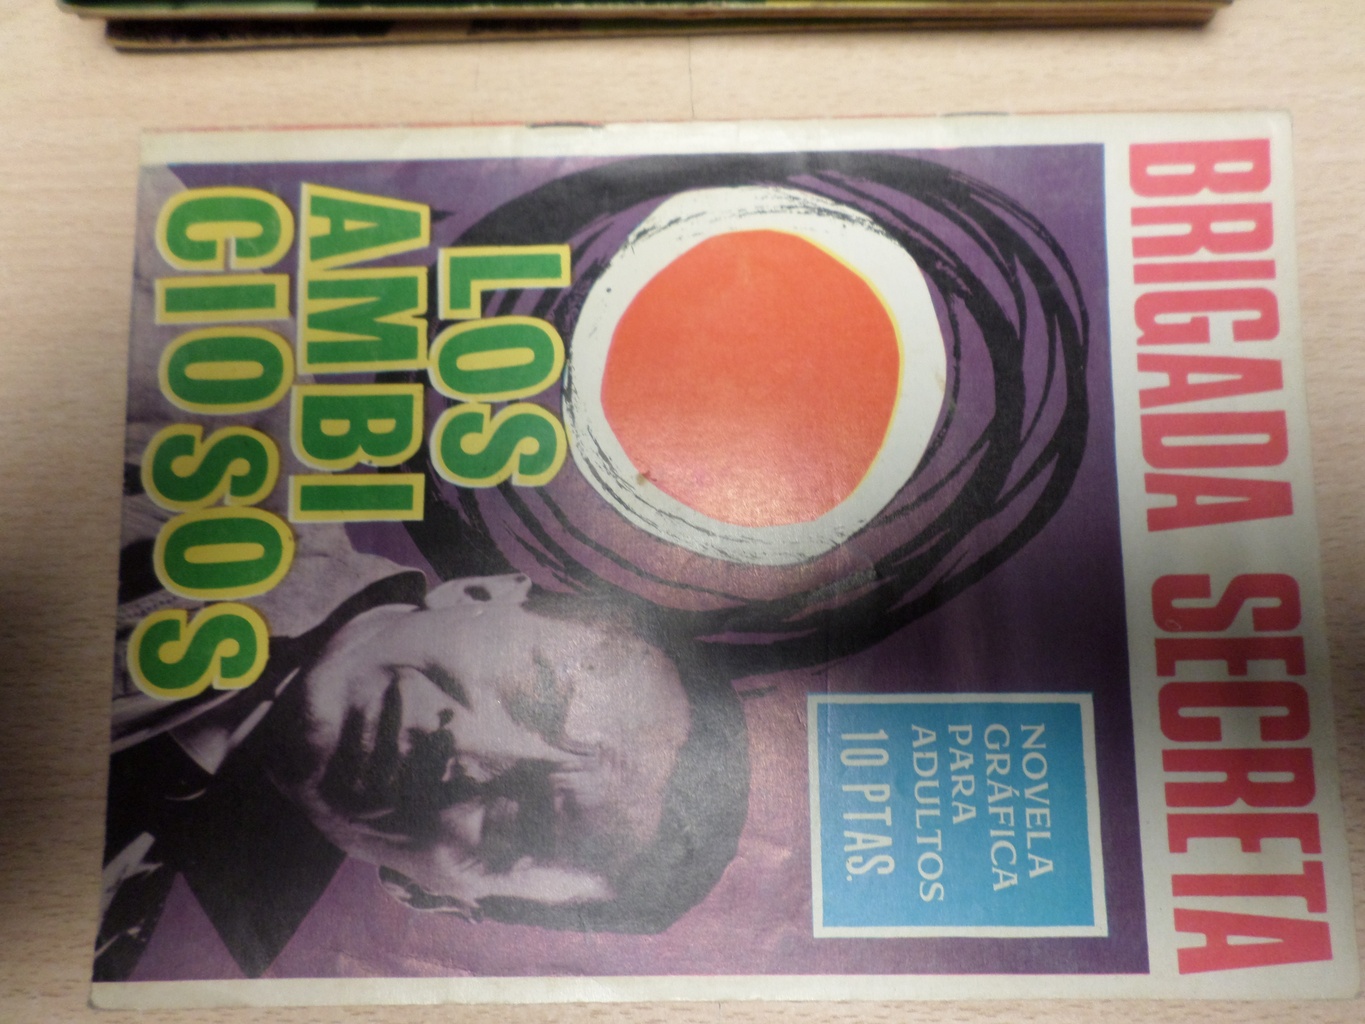 BRIGADA SECRETA
NOVELA
GRÁFICA
PARA
ADULTOS
10 PTAS.
LOS
AMBI
CIOSOS